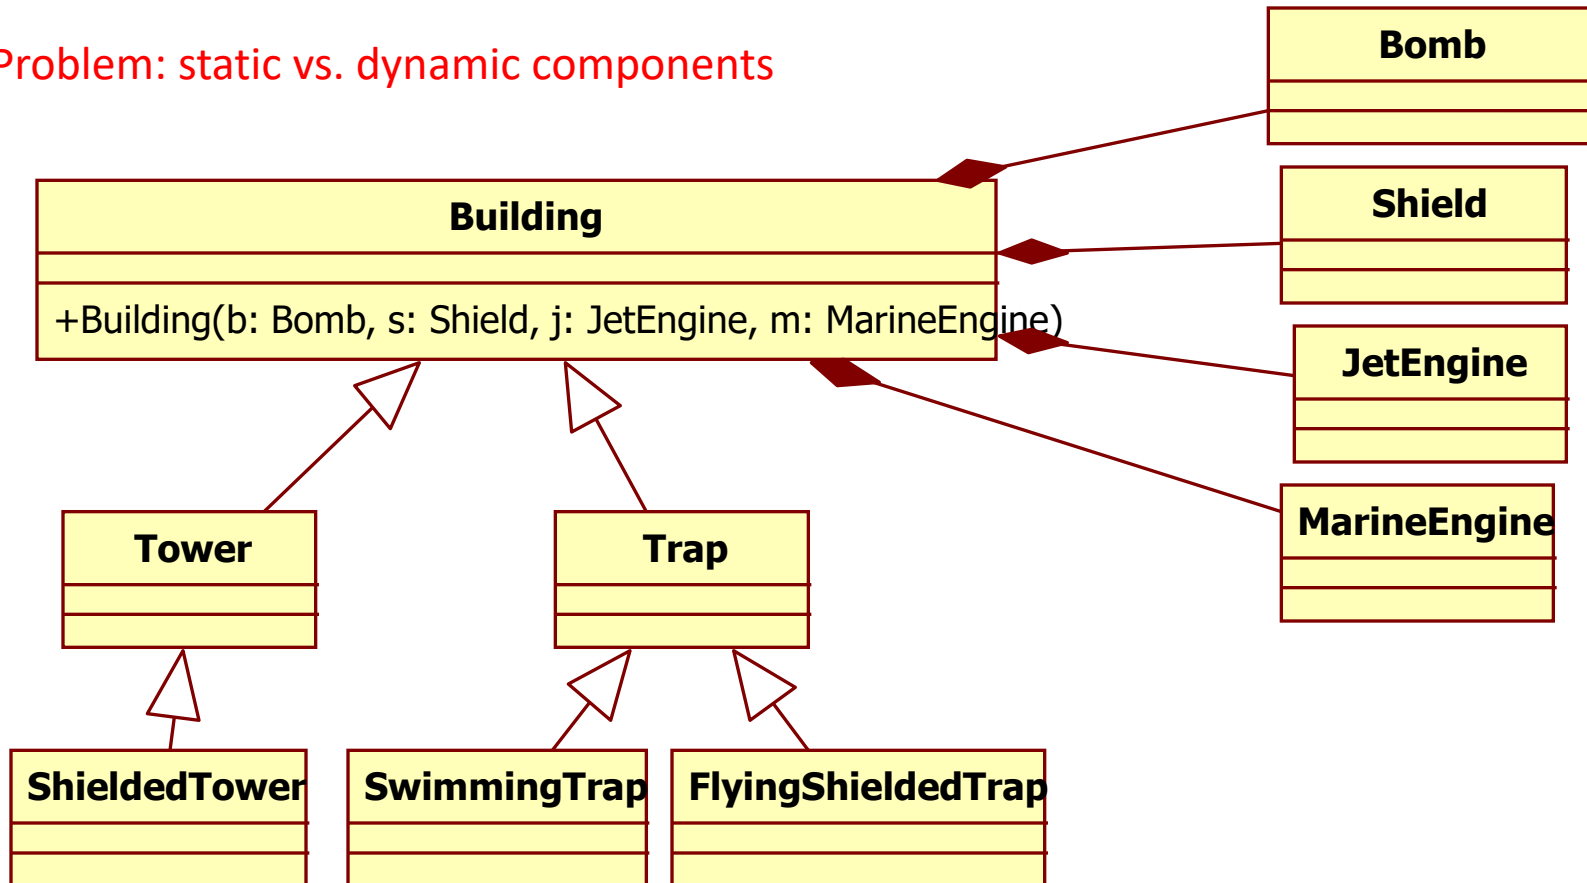 Problem: static vs. dynamic components
Bomb
Shield
Building
+Building(b: Bomb, s: Shield, j: JetEngine, m: MarineEngine)
JetEngine
MarineEngine
Tower
Trap
ShieldedTower
SwimmingTrap
FlyingShieldedTrap